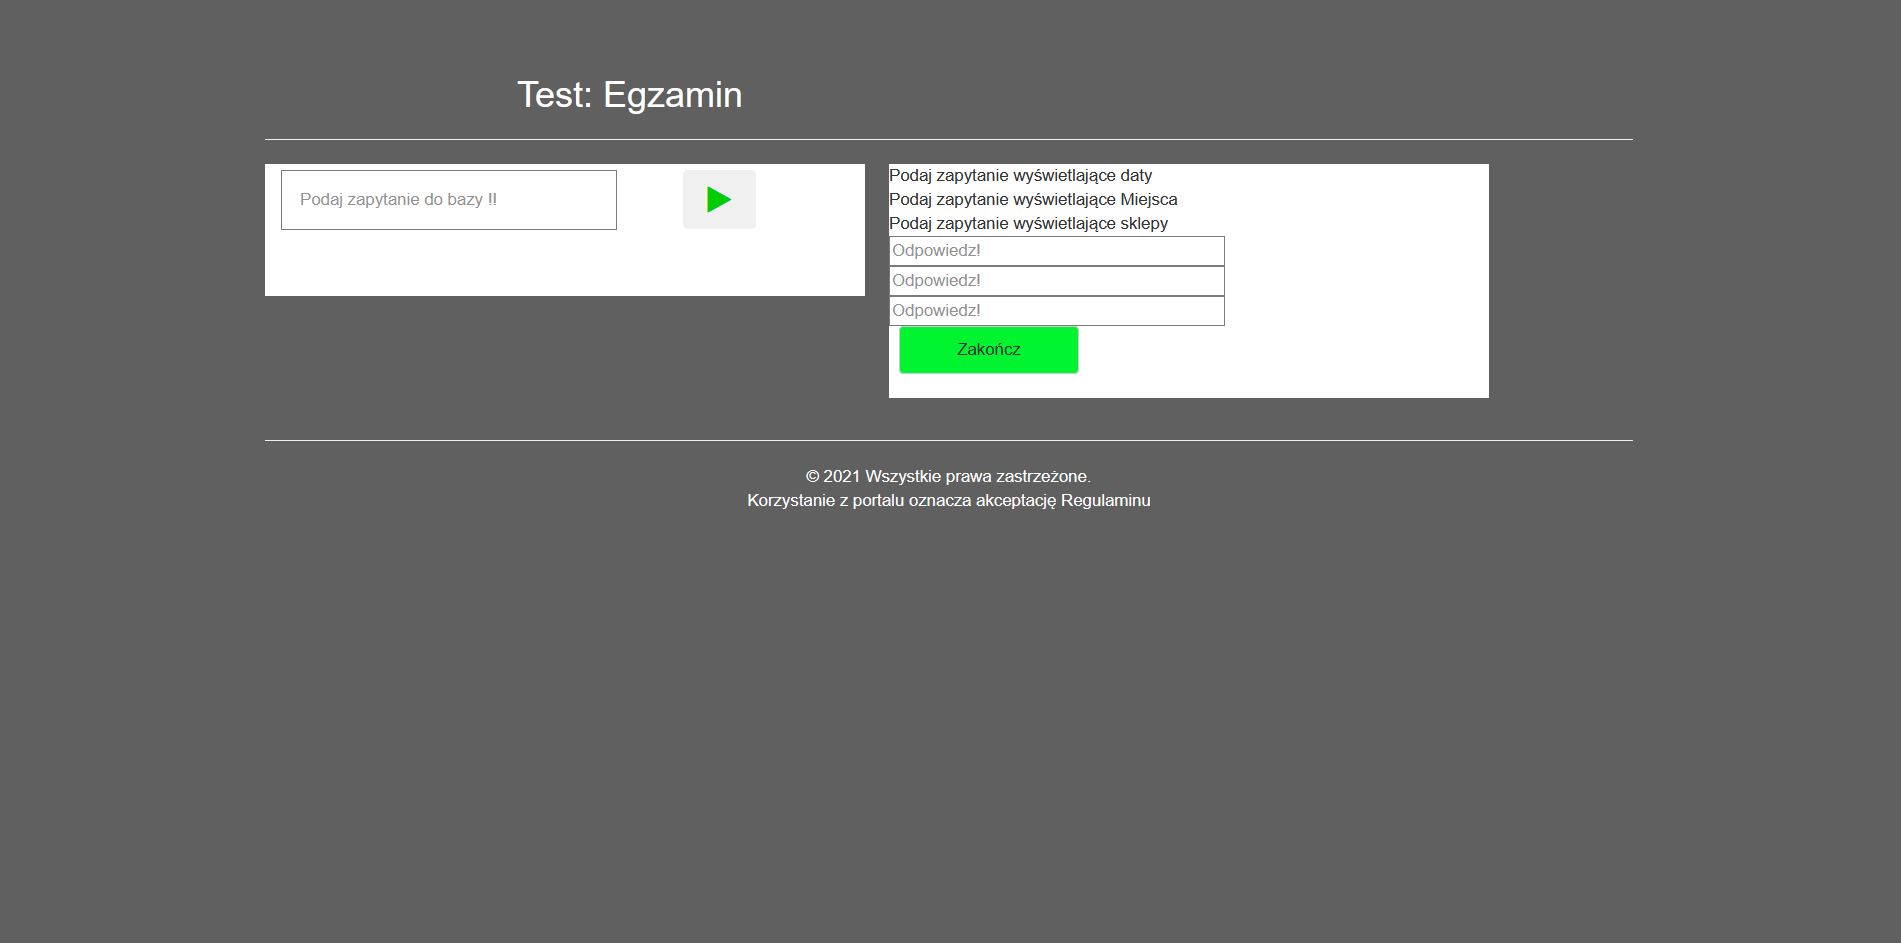 Test: Egzamin
Podaj zapytanie do bazy !!
Podaj zapytanie wyświetlające daty
Podaj zapytanie wyświetlające Miejsca
Podaj zapytanie wyświetlające sklepy
Odpowiedz!
Odpowiedz!
Odpowiedz!
Zakończ
© 2021 Wszystkie prawa zastrzeżone.
Korzystanie z portalu oznacza akceptację Regulaminu